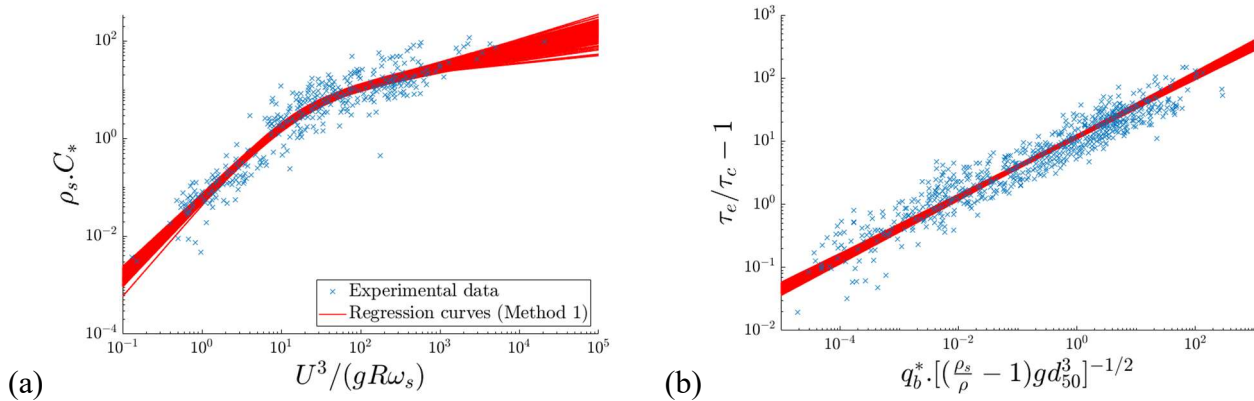 10^2
10^0
10^-2
10^-4
ρ_s.C_*
10^-1
10^0
10^1
10^2
10^3
10^4
10^5
U^3/(gRω_s)
Experimental data
Regression curves (Method 1)
(a)
10^3
10^2
10^1
10^0
10^-1
10^-2
τ_e/τ_c − 1
10^-4
10^-2
10^0
10^2
q_b^*.[(ρ_s/ρ − 1)gd_50^3]^-1/2
(b)